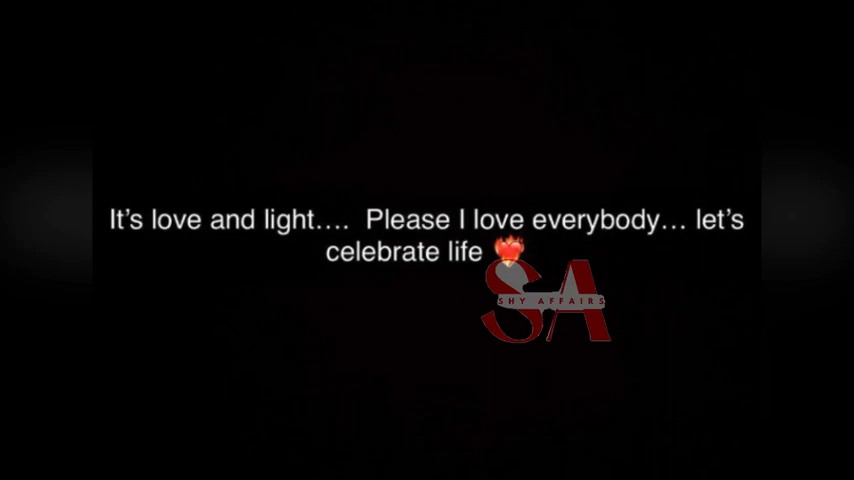 It’s love and light.... Please I love everybody... let’s
celebrate life ❤️‍🔥
SA
SHY AFFAIRS